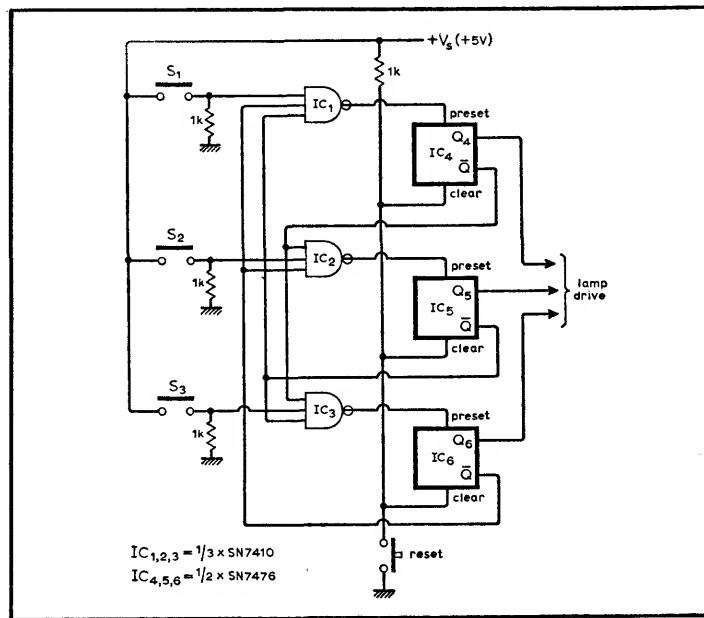 +Vs (+5V)
1k
S1
IC1
preset
1k
Q4
IC4
Q̄
clear
S2
IC2
preset
1k
Q5
IC5
Q̄
clear
lamp
drive
S3
IC3
preset
1k
Q6
IC6
Q̄
clear
reset
IC1,2,3 = 1/3 × SN7410
IC4,5,6 = 1/2 × SN7476